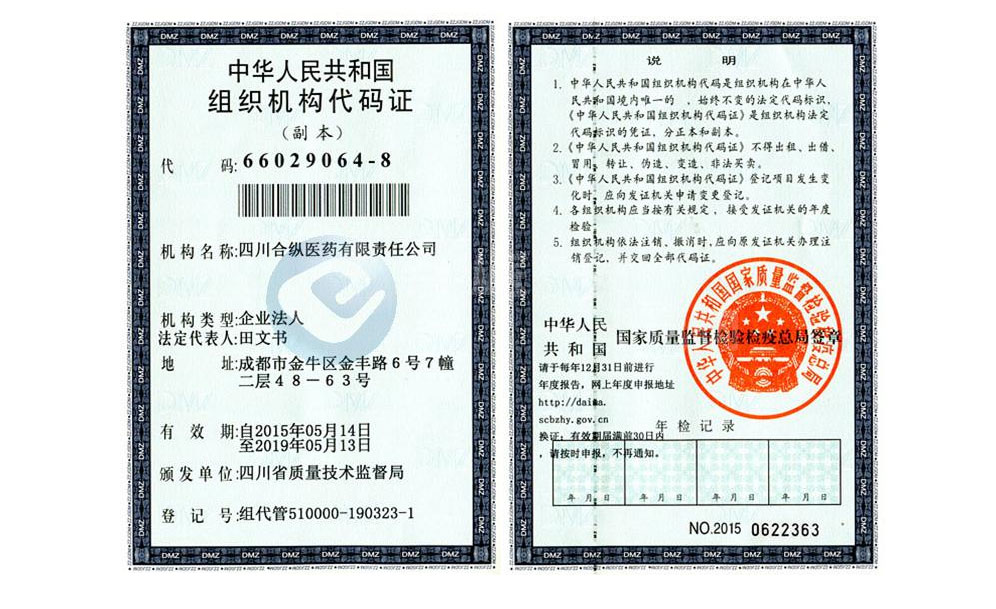 中华人民共和国
组织机构代码证
（副本）
代 码:66029064-8
机构名称:四川合纵医药有限责任公司
机构类型:企业法人
法定代表人:田文书
地 址:成都市金牛区金丰路6号7幢
二层48－63号
有 效 期:自2015年05月14日
至2019年05月13日
颁发单位:四川省质量技术监督局
登 记 号:组代管510000-190323-1
说 明
1. 中华人民共和国组织机构代码是组织机构在中华人
民共和国境内唯一的 、始终不变的法定代码标识，
《中华人民共和国组织机构代码证》是组织机构法定
代码标识的凭证，分正本和副本。
2.《中华人民共和国组织机构代码证》不得出租、出借、
冒用、转让、伪造、变造、非法买卖。
3.《中华人民共和国组织机构代码证》登记项目发生变
化时，应向发证机关申请变更登记。
4. 各组织机构应当按有关规定，接受发证机关的年度
检验。
5. 组织机构依法注销、撤消时，应向原发证机关办理注
销登记，并交回全部代码证。
中华人民
共和国 国家质量监督检验检疫总局签章
中华人民共和国国家质量监督检验检疫总局
请于每年12月31日前进行
年度报告，网上年度申报地址
http://daima.
scbzhy.gov.cn
年检记录
换证：有效期届满前30日内
，请按时申报，不再通知。
年 月 日 年 月 日 年 月 日 年 月 日
NO.2015 0622363